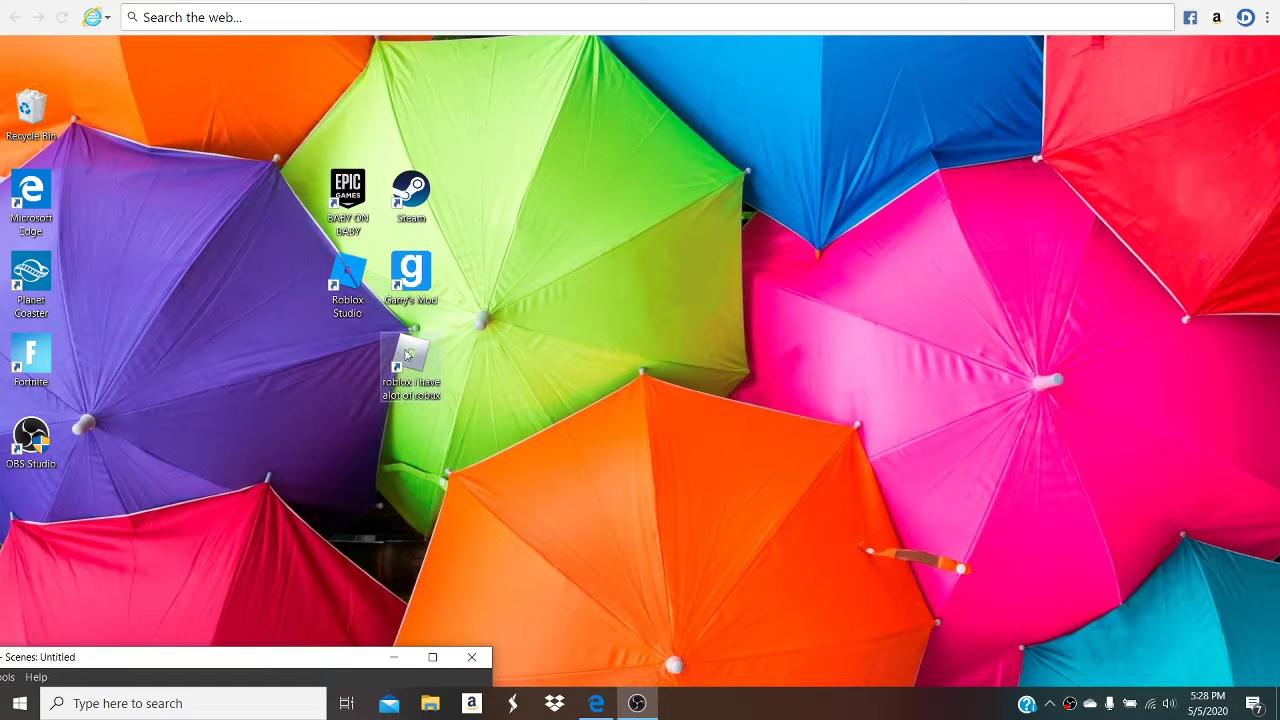 Search the web...
Recycle Bin
EPIC
GAMES
BABY ON
BABY
Steam
Microsoft
Edge
Planet
Coaster
Roblox
Studio
g
Garry's Mod
F
Fortnite
roblox i have
alot of robux
OBS Studio
- Scenes: Untitled
ols Help
Type here to search
5:28 PM
5/5/2020
7